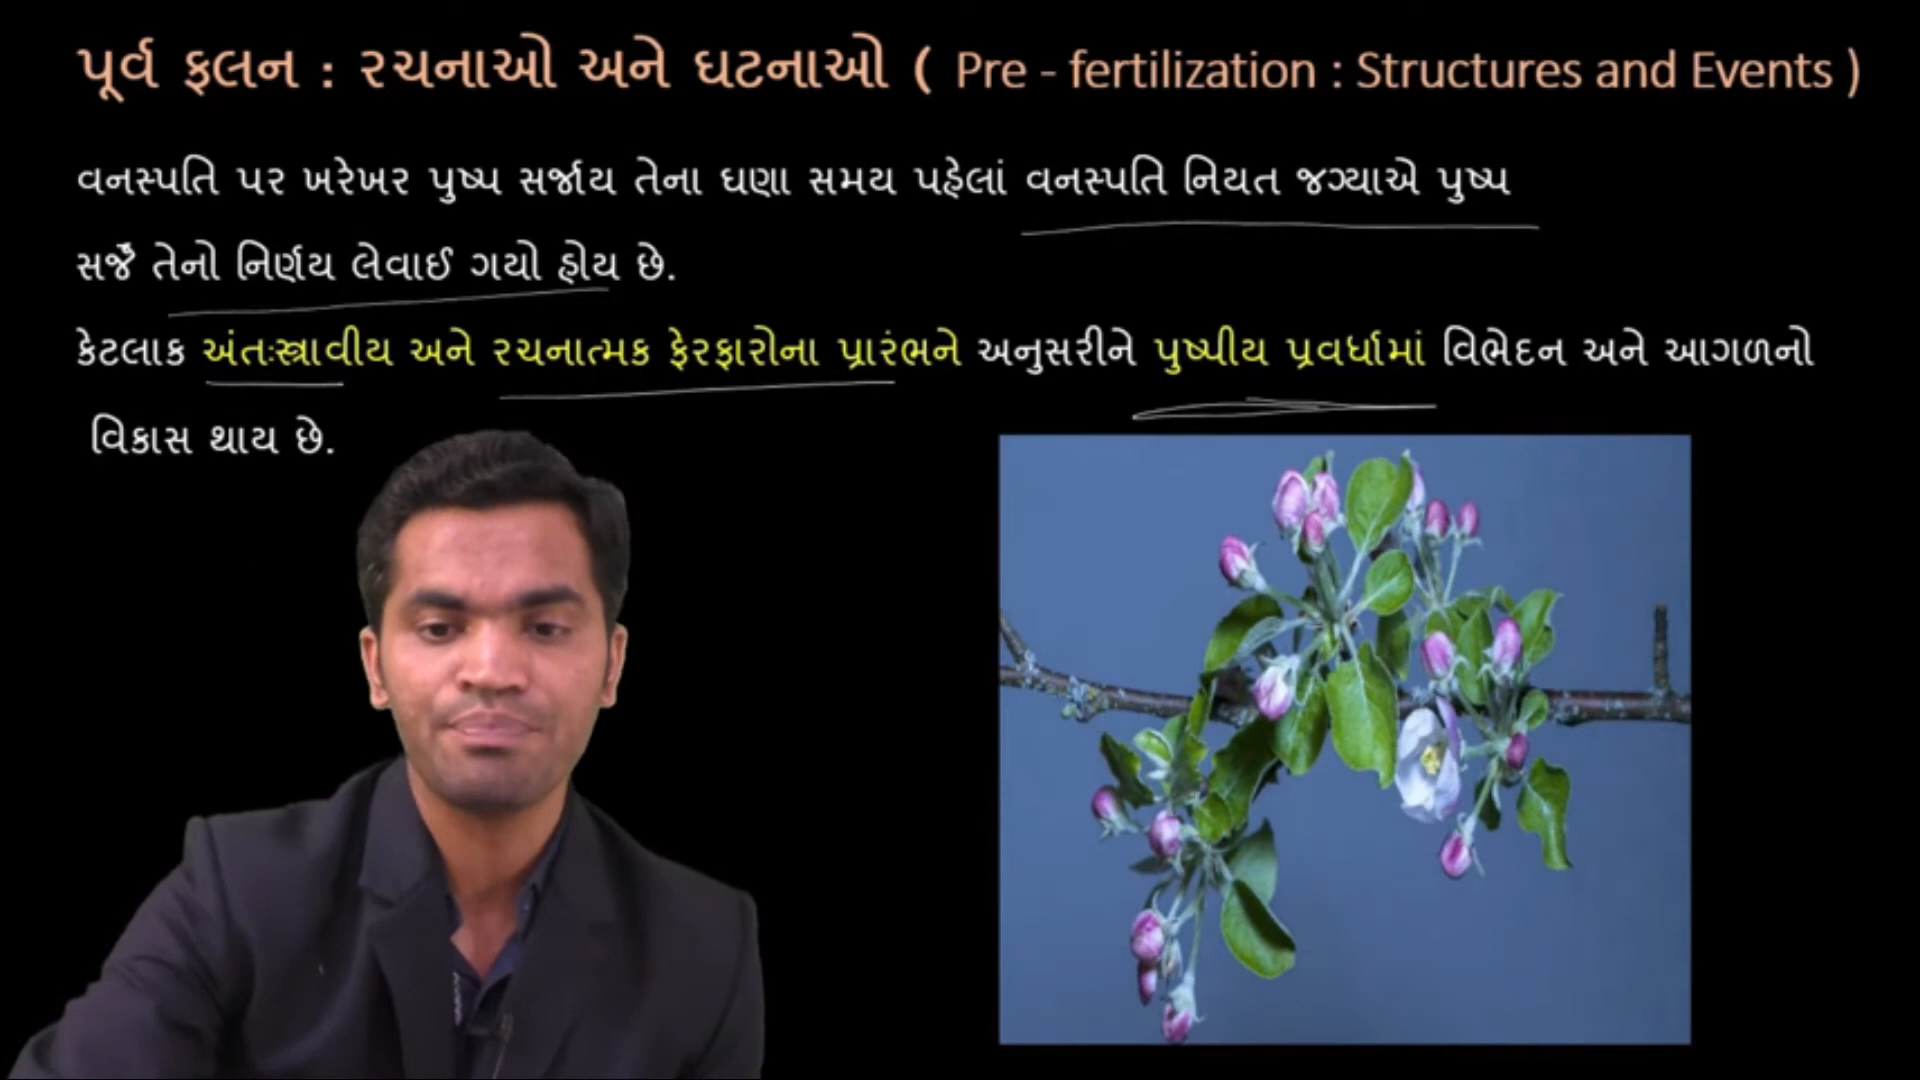 પૂર્વ ફલન : રચનાઓ અને ઘટનાઓ ( Pre - fertilization : Structures and Events )
વનસ્પતિ પર ખરેખર પુષ્પ સર્જાય તેના ઘણા સમય પહેલાં વનસ્પતિ નિયત જગ્યાએ પુષ્પ
સર્જે તેનો નિર્ણય લેવાઈ ગયો હોય છે.
કેટલાક અંતઃસ્ત્રાવીય અને રચનાત્મક ફેરફારોના પ્રારંભને અનુસરીને પુષ્પીય પ્રવર્ધામાં વિભેદન અને આગળનો
વિકાસ થાય છે.